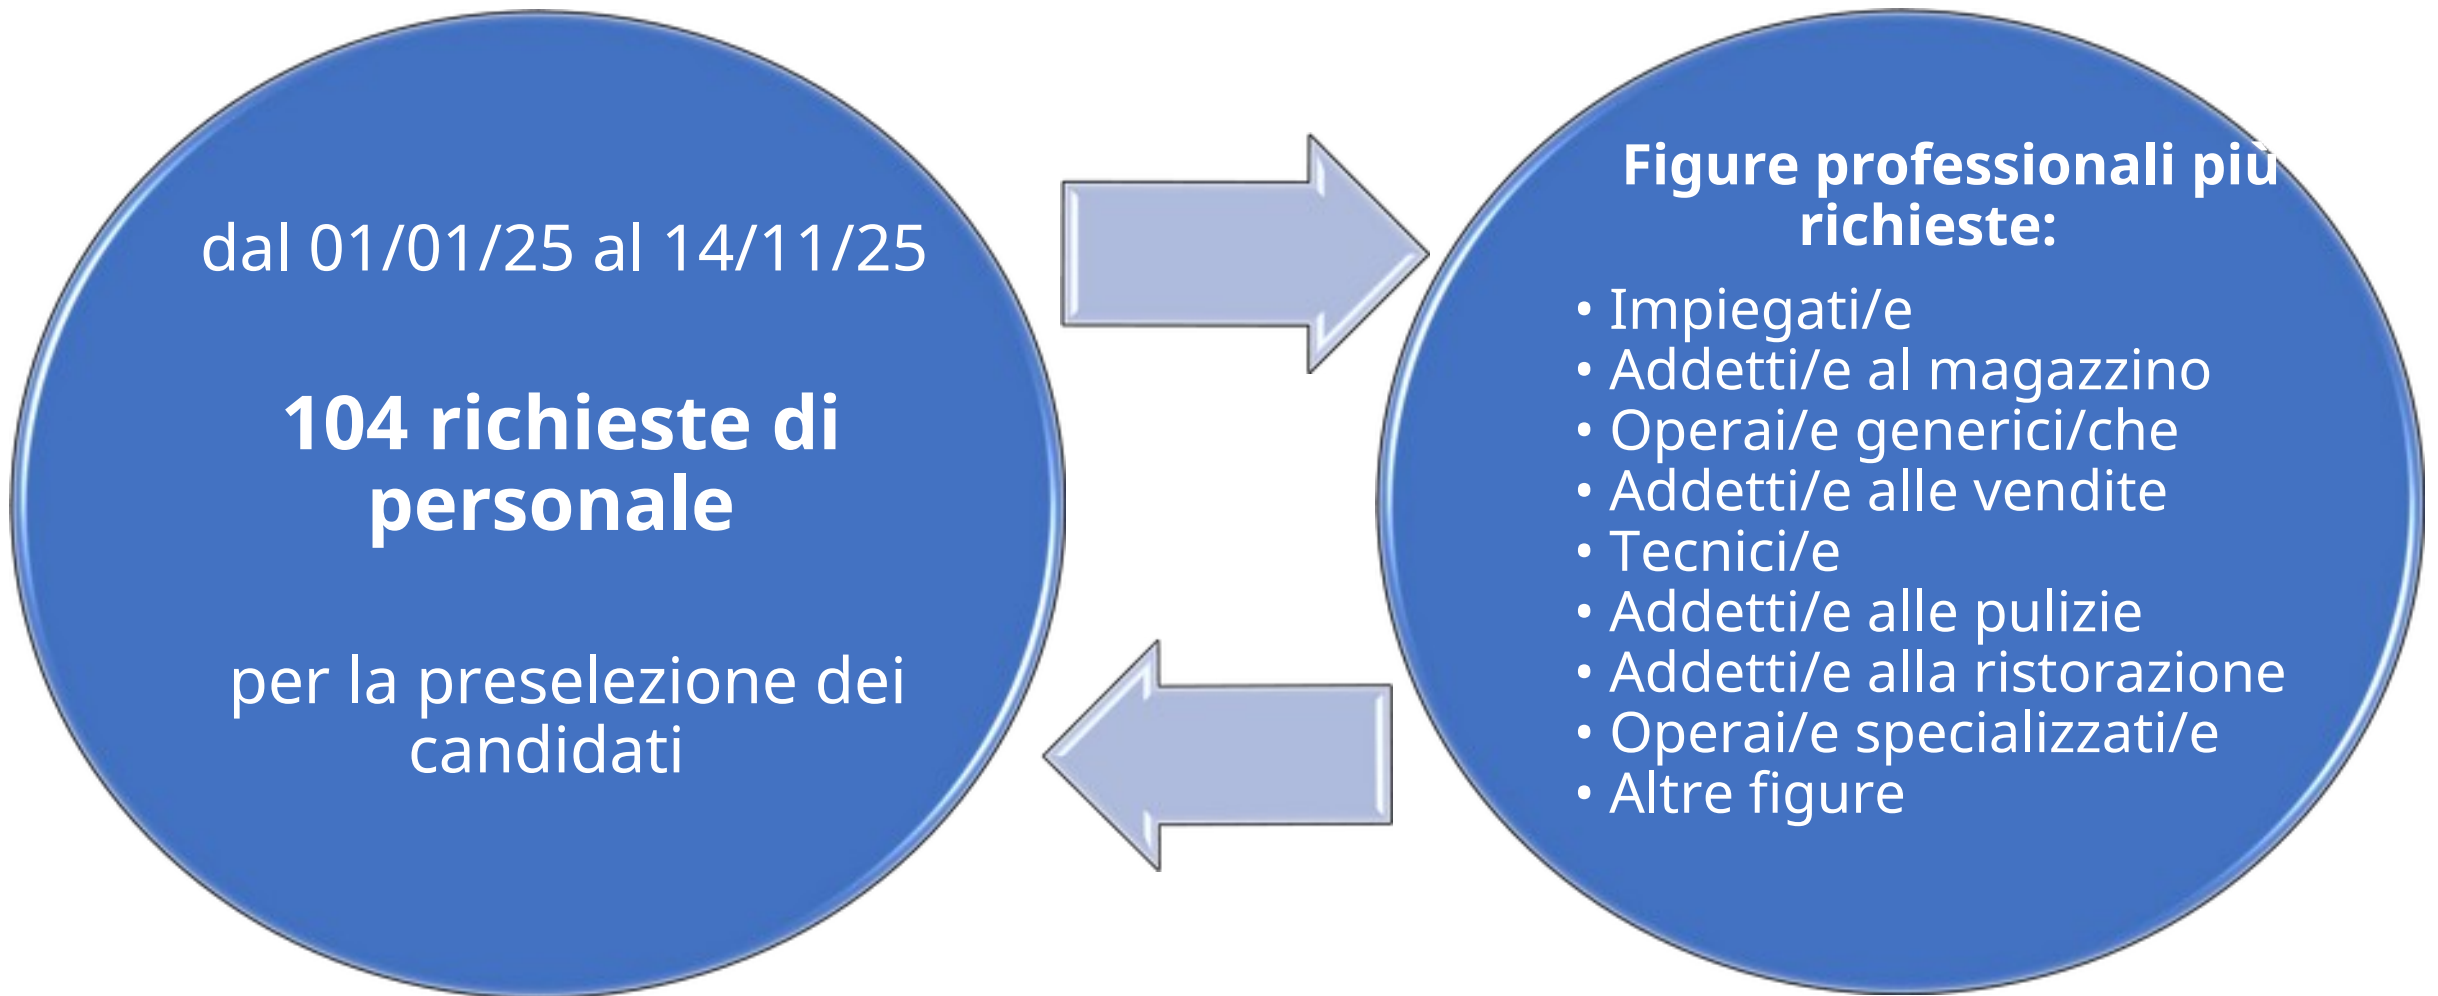 dal 01/01/25 al 14/11/25
104 richieste di
personale
per la preselezione dei
candidati
Figure professionali più
richieste:
• Impiegati/e
• Addetti/e al magazzino
• Operai/e generici/che
• Addetti/e alle vendite
• Tecnici/e
• Addetti/e alle pulizie
• Addetti/e alla ristorazione
• Operai/e specializzati/e
• Altre figure